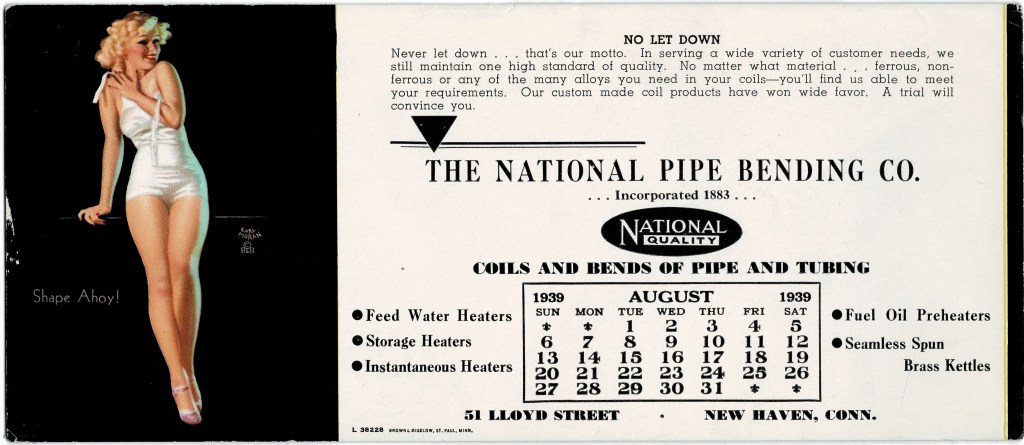 Shape Ahoy!
EARL
MORAN
©
B&B
NO LET DOWN
Never let down . . . that's our motto. In serving a wide variety of customer needs, we
still maintain one high standard of quality. No matter what material . . . ferrous, non-
ferrous or any of the many alloys you need in your coils—you'll find us able to meet
your requirements. Our custom made coil products have won wide favor. A trial will
convince you.
THE NATIONAL PIPE BENDING CO.
. . . Incorporated 1883 . . .
NATIONAL
QUALITY
COILS AND BENDS OF PIPE AND TUBING
●Feed Water Heaters
●Storage Heaters
●Instantaneous Heaters
1939 AUGUST 1939
SUN MON TUE WED THU FRI SAT
* * 1 2 3 4 5
6 7 8 9 10 11 12
13 14 15 16 17 18 19
20 21 22 23 24 25 26
27 28 29 30 31 * *
●Fuel Oil Preheaters
●Seamless Spun
Brass Kettles
51 LLOYD STREET · NEW HAVEN, CONN.
L 38228 BROWN & BIGELOW, ST. PAUL, MINN.